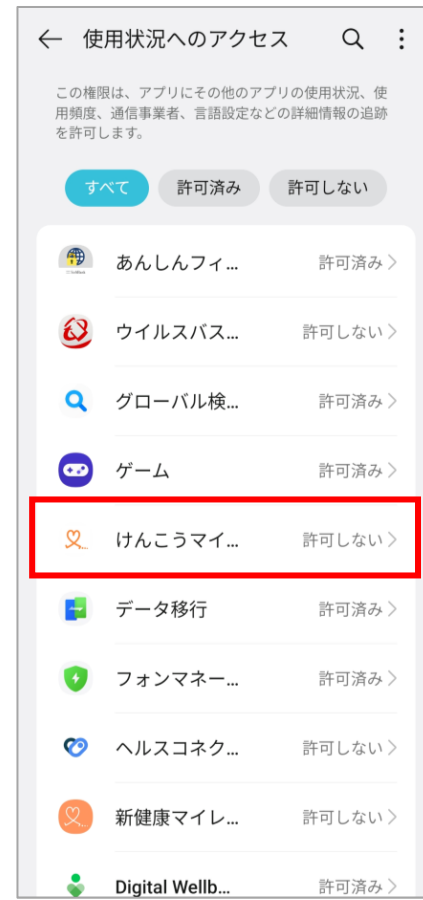 使用状況へのアクセス
この権限は、アプリにその他のアプリの使用状況、使
用頻度、通信事業者、言語設定などの詳細情報の追跡
を許可します。
すべて 許可済み 許可しない
あんしんフィ... 許可済み
ウイルスバス... 許可しない
グローバル検... 許可済み
ゲーム 許可済み
けんこうマイ... 許可しない
データ移行 許可済み
フォンマネー... 許可済み
ヘルスコネク... 許可しない
新健康マイレ... 許可しない
Digital Wellb... 許可済み